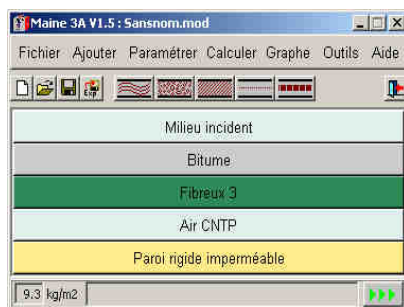 Maine 3A V1.5 : Sansnom.mod
Fichier Ajouter Paramétrer Calculer Graphe Outils Aide
Exp
Milieu incident
Bitume
Fibreux 3
Air CNTP
Paroi rigide imperméable
9.3 kg/m2